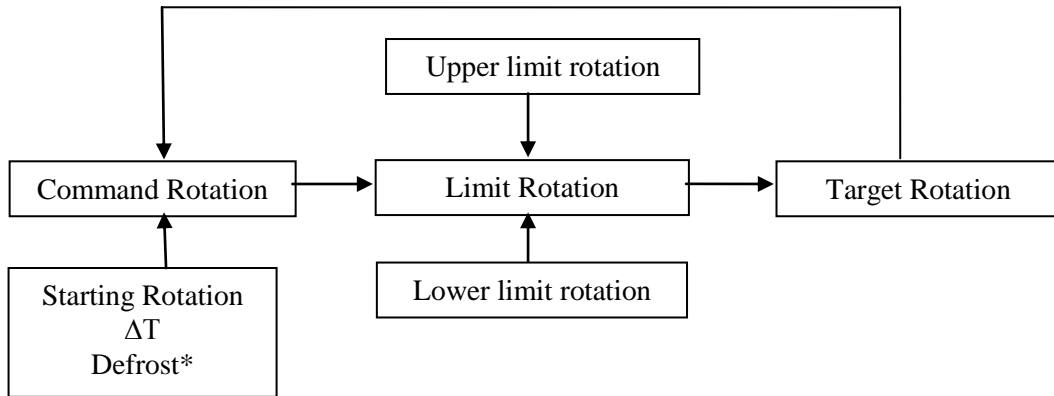 Upper limit rotation
Command Rotation
Limit Rotation
Target Rotation
Starting Rotation
ΔT
Defrost*
Lower limit rotation